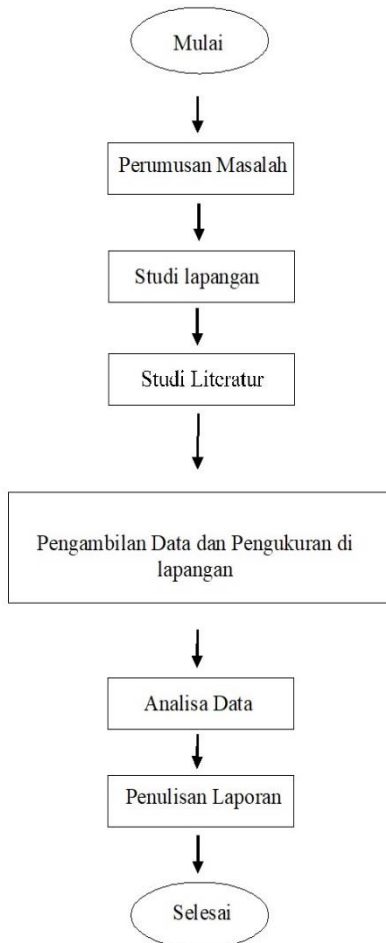 Mulai
Perumusan Masalah
Studi lapangan
Studi Literatur
Pengambilan Data dan Pengukuran di
lapangan
Analisa Data
Penulisan Laporan
Selesai